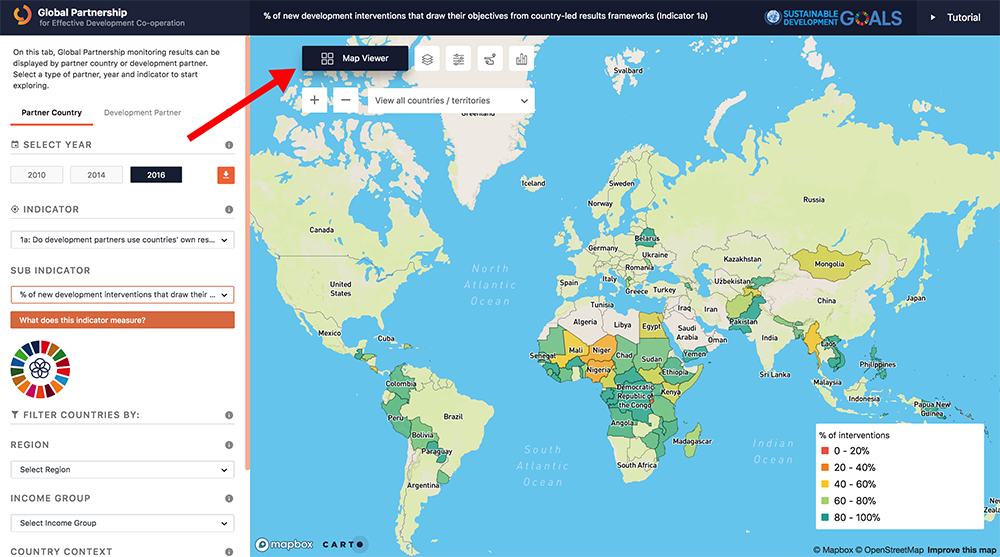 Global Partnership
for Effective Development Co-operation
% of new development interventions that draw their objectives from country-led results frameworks (Indicator 1a)
SUSTAINABLE
DEVELOPMENT
GOALS
Tutorial
On this tab, Global Partnership monitoring results can be
displayed by partner country or development partner.
Select a type of partner, year and indicator to start
exploring.
Partner Country
Development Partner
SELECT YEAR
2010
2014
2016
INDICATOR
1a: Do development partners use countries' own res...
SUB INDICATOR
% of new development interventions that draw their ...
What does this indicator measure?
FILTER COUNTRIES BY:
REGION
Select Region
INCOME GROUP
Select Income Group
COUNTRY CONTEXT
Map Viewer
View all countries / territories
Svalbard
Greenland
Iceland
Sweden
Norway
Russia
Canada
Belarus
Germany
Ukraine
Kazakhstan
Mongolia
Romania
North
Atlantic
Ocean
Italy
Spain
Greece
Turkey
Uzbekistan
United
States
China
Japan
Tunisia
Iraq
Iran
Algeria
Libya
Egypt
Saudi
Arabia
Pakistan
Mexico
Cuba
Oman
India
Laos
Senegal
Mali
Niger
Chad
Sudan
Yemen
Philippines
Nigeria
Ethiopia
Sri Lanka
Colombia
Democratic
Republic of
the Congo
Kenya
Malaysia
Indonesia
Papua New
Guinea
Peru
Brazil
Angola
Bolivia
Madagascar
Paraguay
South
Atlantic
Ocean
Indian
Ocean
South Africa
Argentina
New
Zeala
% of interventions
0 - 20%
20 - 40%
40 - 60%
60 - 80%
80 - 100%
mapbox
CARTO
© Mapbox © OpenStreetMap Improve this map